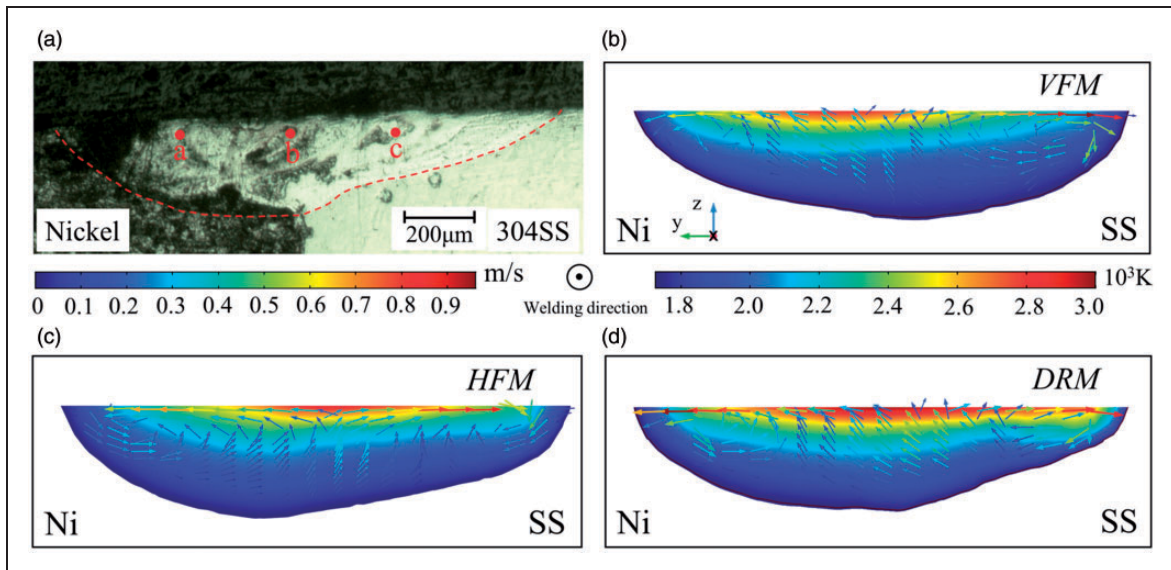 (a)
a
b
c
Nickel
200μm
304SS
(b)
VFM
z
y
x
Ni
SS
m/s
0 0.1 0.2 0.3 0.4 0.5 0.6 0.7 0.8 0.9
Welding direction
10³K
1.8 2.0 2.2 2.4 2.6 2.8 3.0
(c)
HFM
Ni
SS
(d)
DRM
Ni
SS